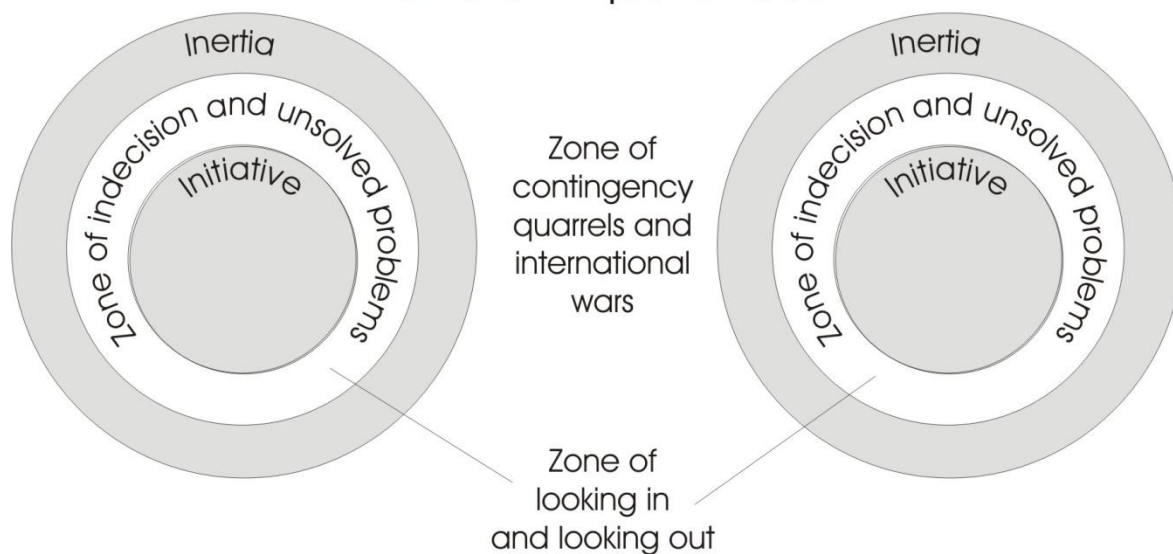 Inertia
Zone of indecision and unsolved problems
Initiative
Zone of
contingency
quarrels and
international
wars
Inertia
Zone of indecision and unsolved problems
Initiative
Zone of
looking in
and looking out